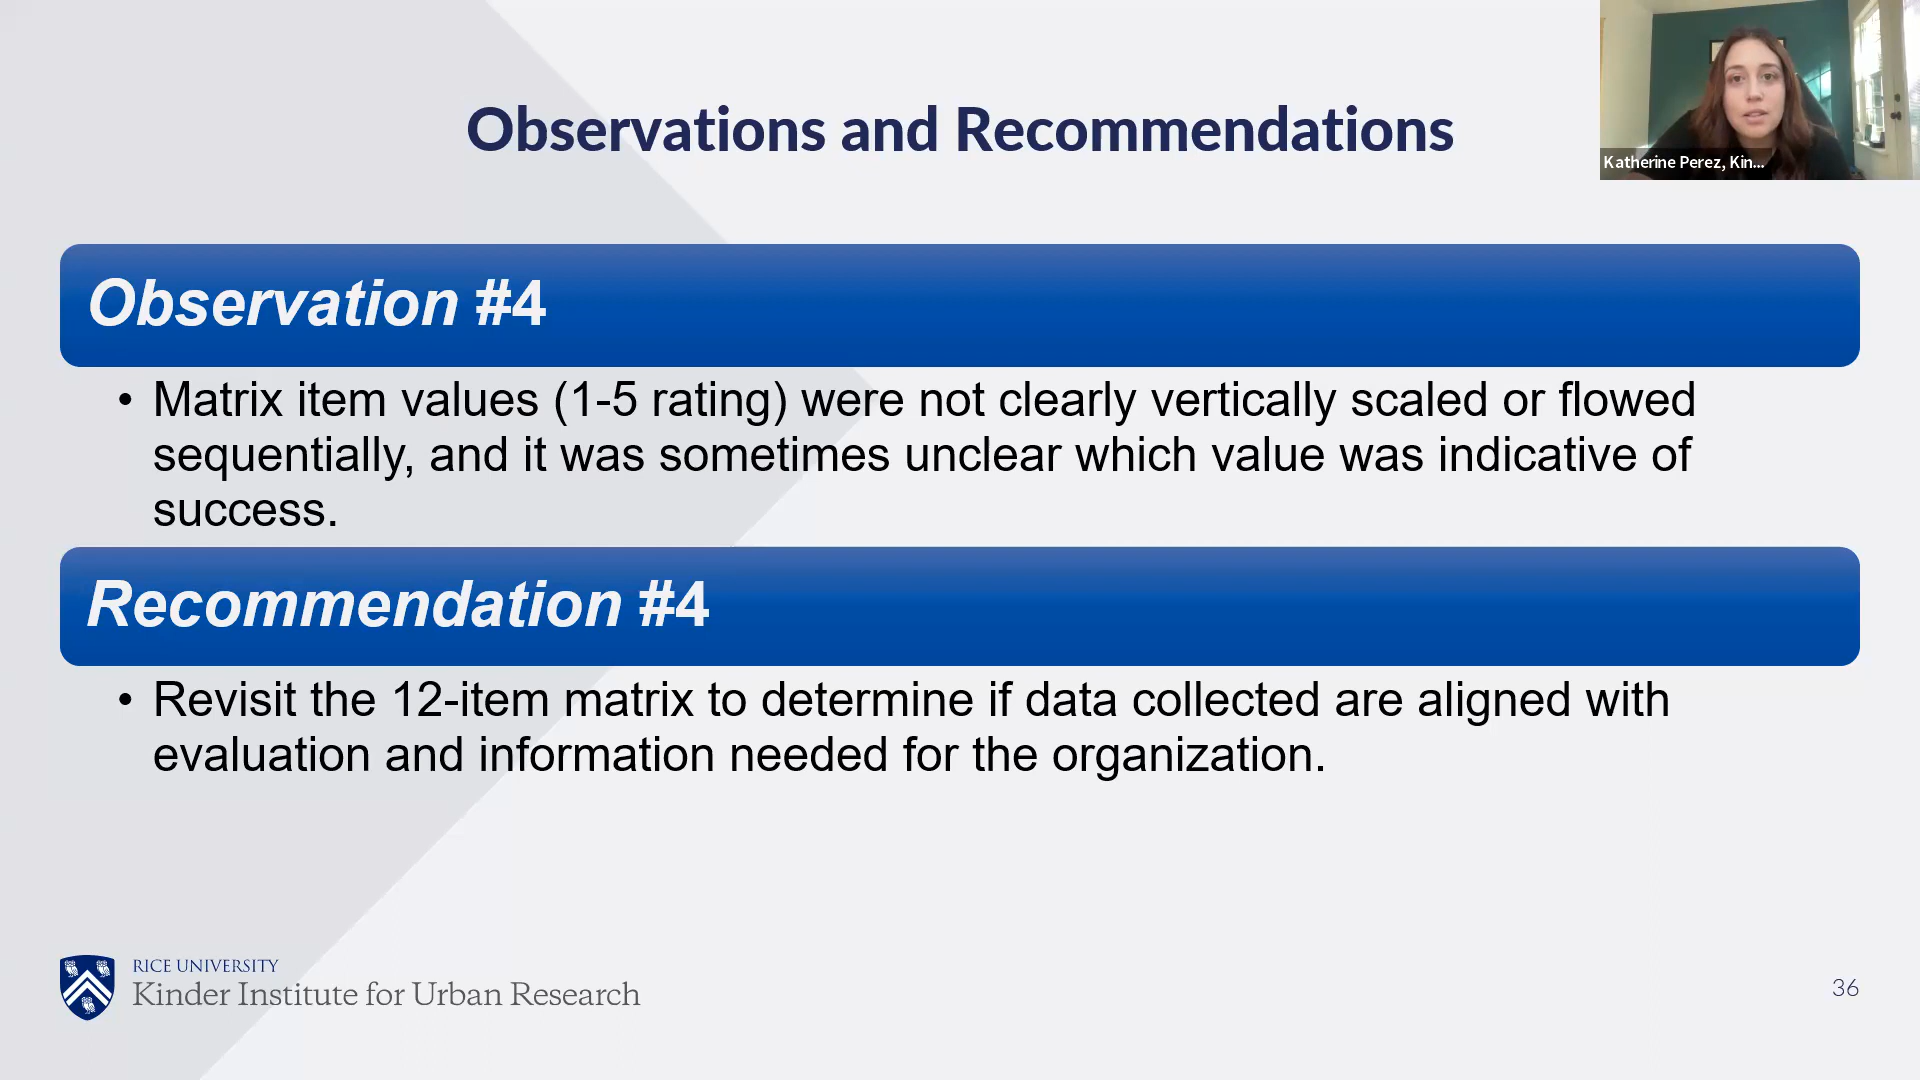 Observations and Recommendations
Katherine Perez, Kin...
Observation #4
• Matrix item values (1-5 rating) were not clearly vertically scaled or flowed
sequentially, and it was sometimes unclear which value was indicative of
success.
Recommendation #4
• Revisit the 12-item matrix to determine if data collected are aligned with
evaluation and information needed for the organization.
RICE UNIVERSITY
Kinder Institute for Urban Research
36